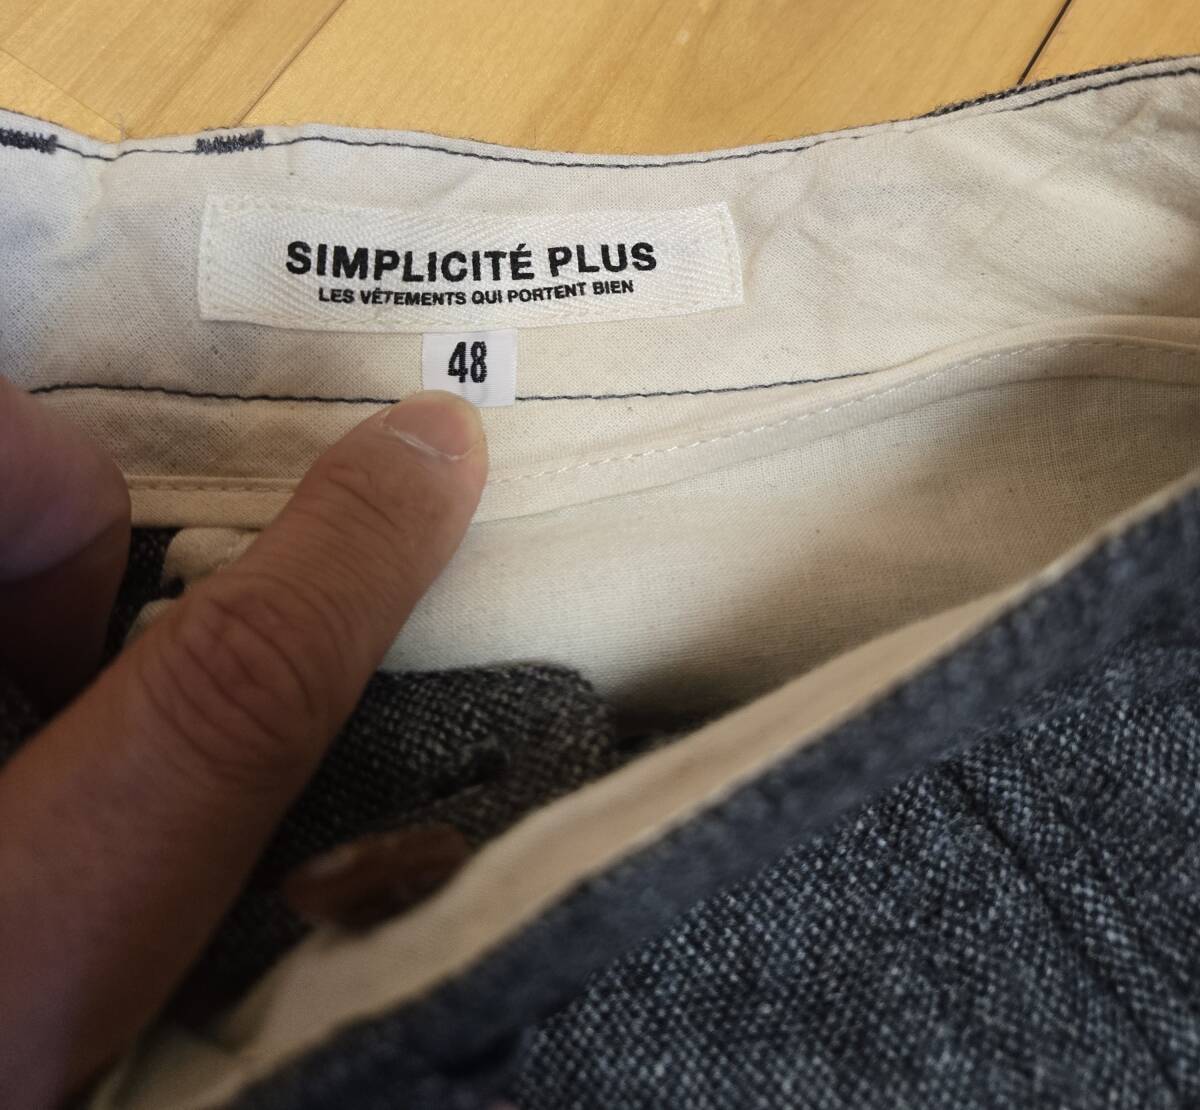 SIMPLICITÉ PLUS
LES VÊTEMENTS QUI PORTENT BIEN
48